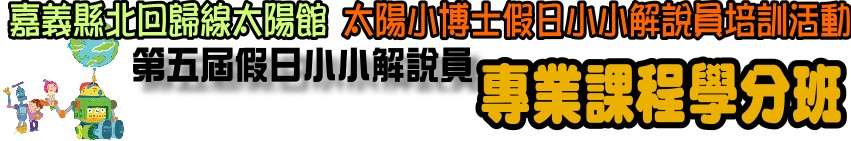 嘉義縣北回歸線太陽館 太陽小博士假日小小解說員培訓活動
第五屆假日小小解說員
專業課程學分班